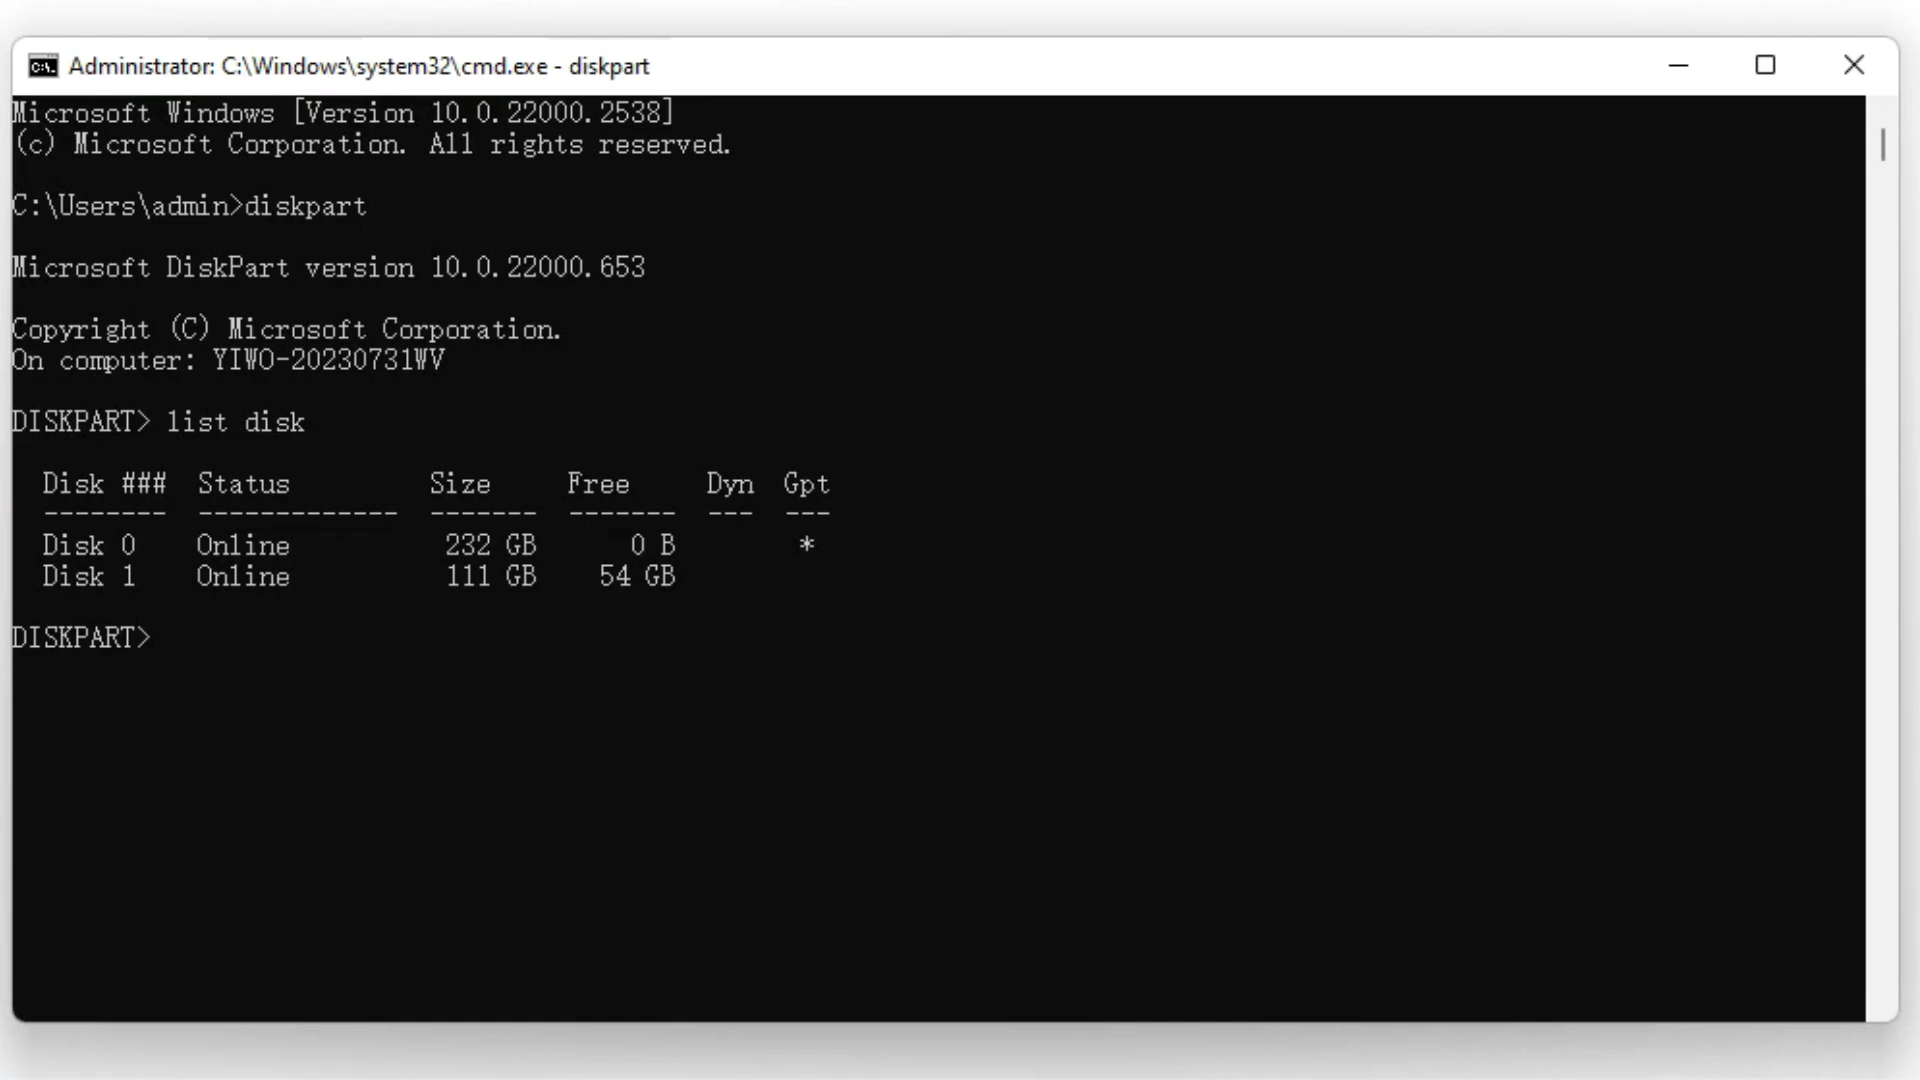 Administrator: C:\Windows\system32\cmd.exe - diskpart
Microsoft Windows [Version 10.0.22000.2538]
(c) Microsoft Corporation. All rights reserved.
C:\Users\admin>diskpart
Microsoft DiskPart version 10.0.22000.653
Copyright (C) Microsoft Corporation.
On computer: YIWO-20230731WV
DISKPART> list disk
  Disk ###  Status         Size     Free     Dyn  Gpt
  --------  -------------  -------  -------  ---  ---
  Disk 0    Online          232 GB      0 B        *
  Disk 1    Online          111 GB    54 GB
DISKPART>